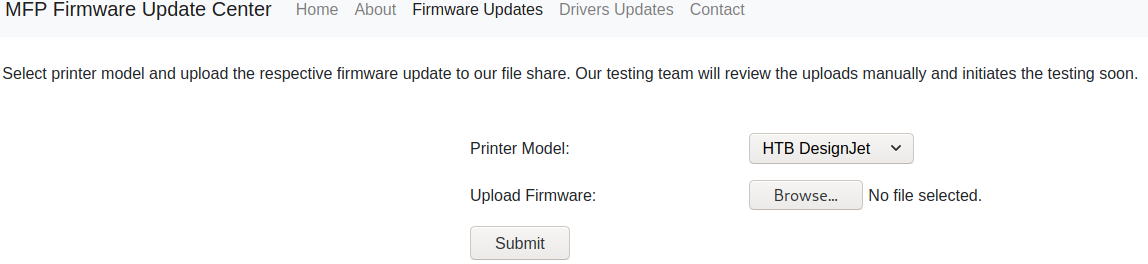 MFP Firmware Update Center Home About Firmware Updates Drivers Updates Contact
Select printer model and upload the respective firmware update to our file share. Our testing team will review the uploads manually and initiates the testing soon.
Printer Model: HTB DesignJet
Upload Firmware: Browse... No file selected.
Submit